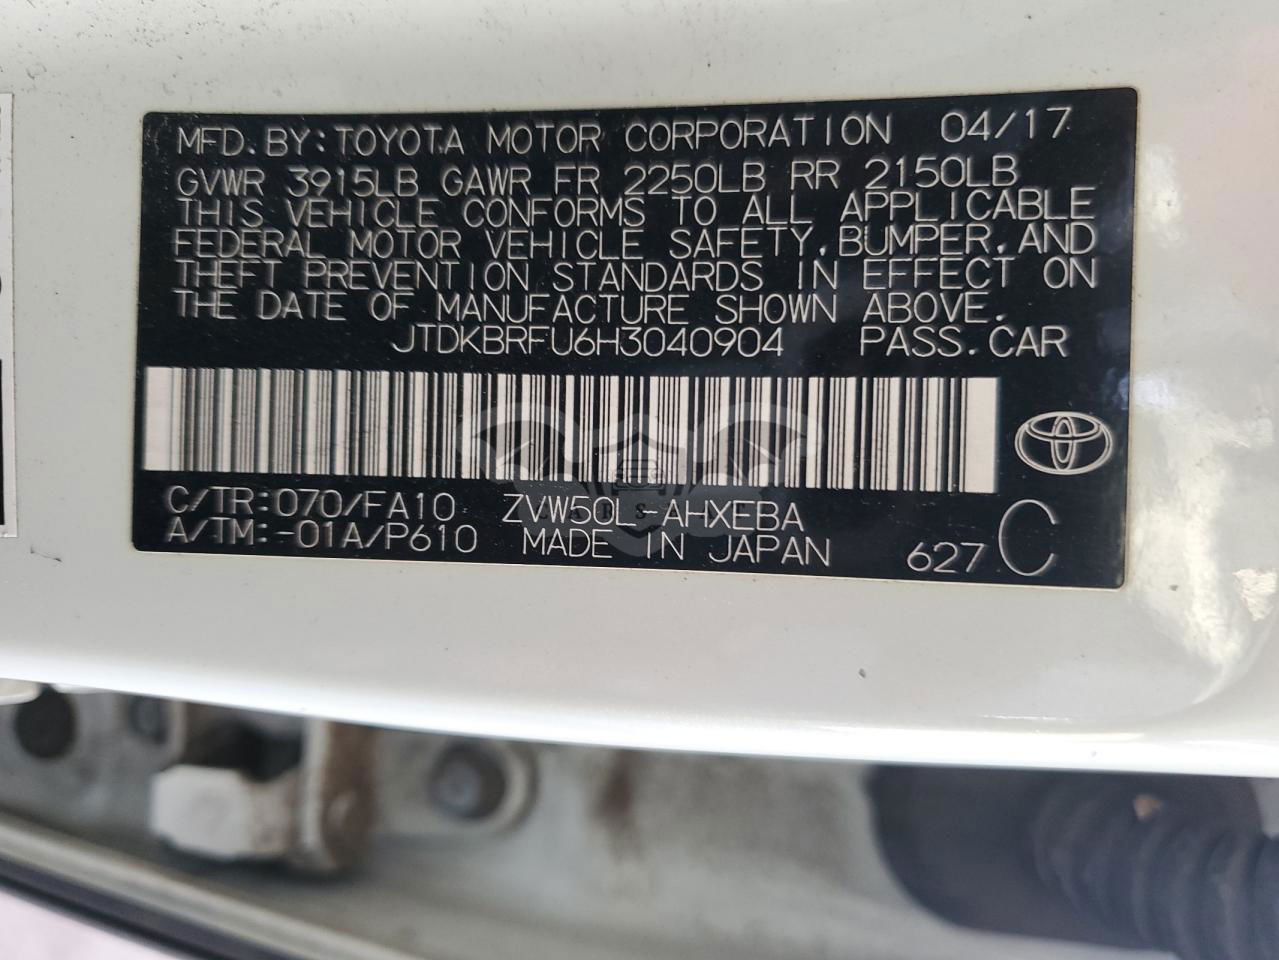 MFD. BY: TOYOTA MOTOR CORPORATION 04/17
GVWR 3915LB GAWR FR 2250LB RR 2150LB
THIS VEHICLE CONFORMS TO ALL APPLICABLE
FEDERAL MOTOR VEHICLE SAFETY, BUMPER, AND
THEFT PREVENTION STANDARDS IN EFFECT ON
THE DATE OF MANUFACTURE SHOWN ABOVE.
JTDKBRFU6H3040904 PASS. CAR
C/TR: 070/FA10 ZVW50L-AHXEBA
A/TM: -01A/P610 MADE IN JAPAN 627 C